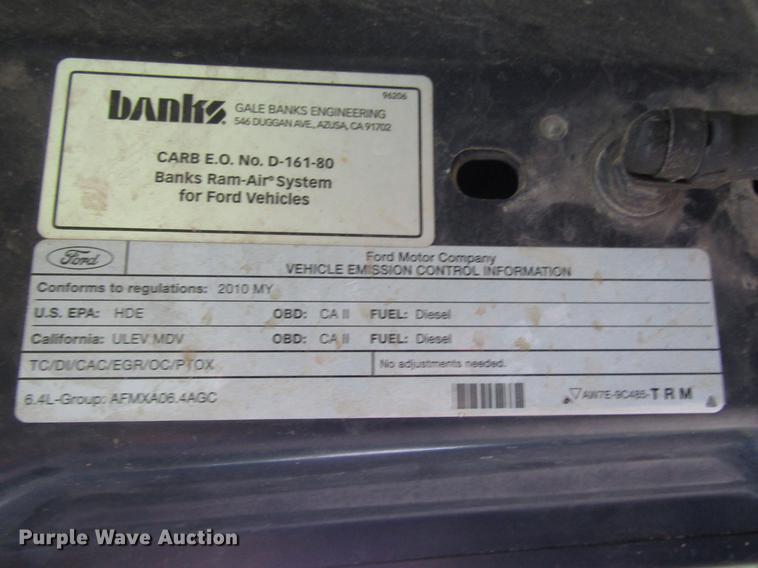 96206
banks. GALE BANKS ENGINEERING
546 DUGGAN AVE., AZUSA, CA 91702
CARB E.O. No. D-161-80
Banks Ram-Air® System
for Ford Vehicles
Ford
Ford Motor Company
VEHICLE EMISSION CONTROL INFORMATION
Conforms to regulations: 2010 MY
U.S. EPA: HDE OBD: CA II FUEL: Diesel
California: ULEV MDV OBD: CA II FUEL: Diesel
TC/DI/CAC/EGR/OC/PTOX No adjustments needed.
6.4L-Group: AFMXA06.4AGC AW7E-9C485-TRM
Purple Wave Auction